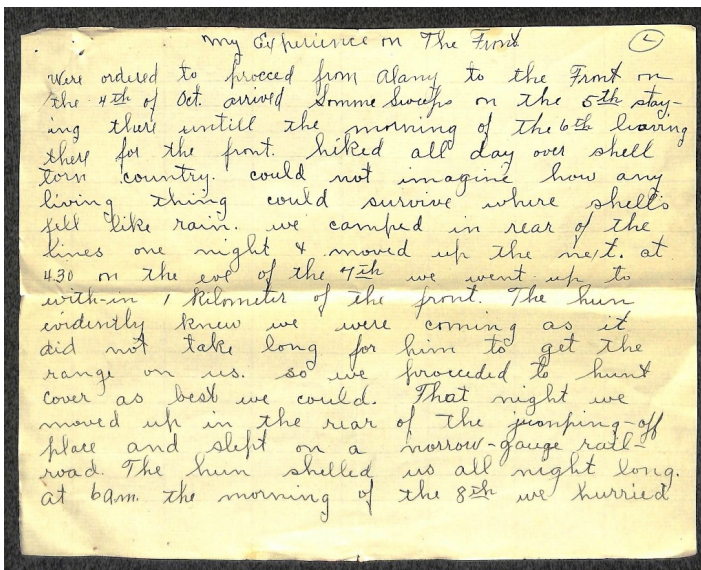 My Experience on The Front
Were ordered to proceed from Alany to the Front on
the 4th of Oct. arrived Somme Sweeps on the 5th stay-
ing there untill the morning of the 6th leaving
there for the front. hiked all day over shell
torn country. could not imagine how any
living thing could survive where shells
fell like rain. we camped in rear of the
lines one night & moved up the next. at
430 on the eve of the 7th we went up to
with-in 1 kilometer of the front. The hun
evidently knew we were coming as it
did not take long for him to get the
range on us. so we proceeded to hunt
cover as best we could. That night we
moved up in the rear of the jumping-off
place and slept on a norrow-gauge rail-
road. The hun shelled us all night long.
at 6am. the morning of the 8th we hurried